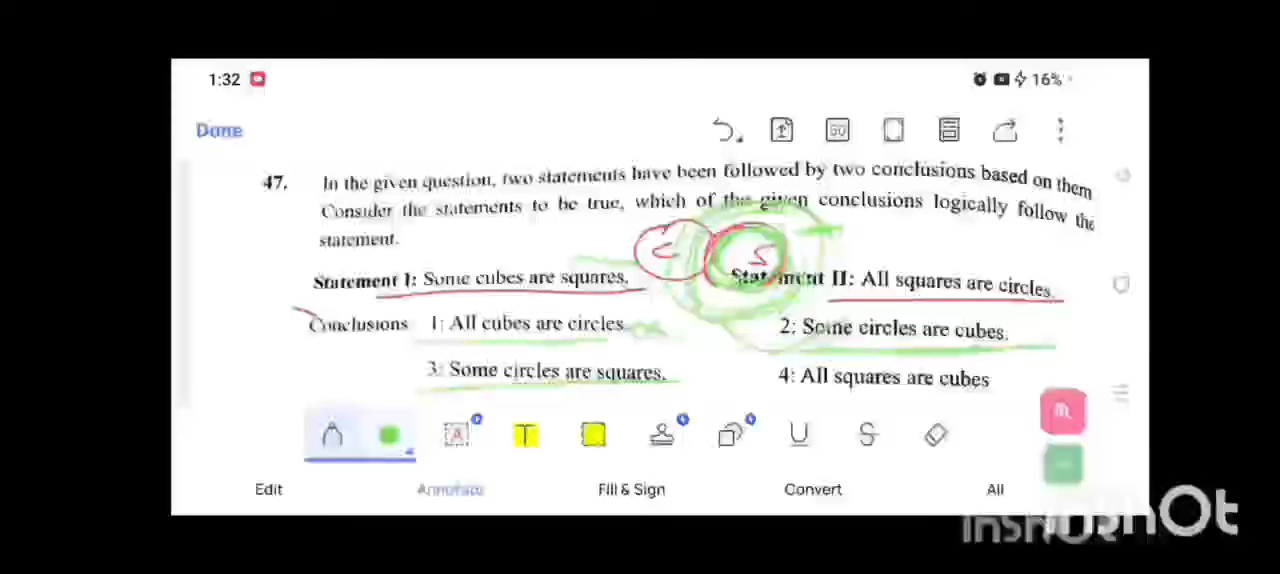 1:32
16%
Done
47. In the given question, two statements have been followed by two conclusions based on them
Consider the statements to be true, which of the given conclusions logically follow the
statement.
C S
Statement I: Some cubes are squares. Statement II: All squares are circles.
Conclusions 1: All cubes are circles. 2: Some circles are cubes.
3: Some circles are squares. 4: All squares are cubes
A T U S
Edit Annotate Fill & Sign Convert All
InShOt